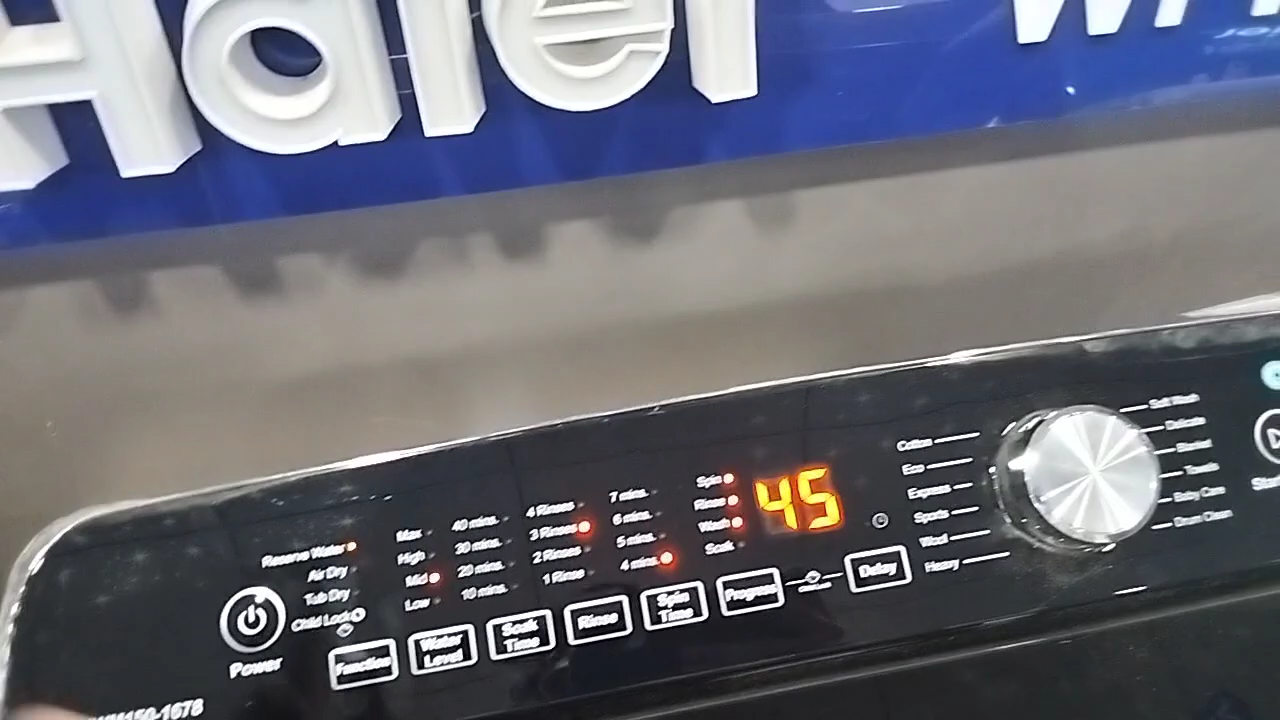 Haier
Max
High
Mid
Low
40 mins.
30 mins.
20 mins.
10 mins.
4 Rinses
3 Rinses
2 Rinses
1 Rinse
7 mins.
6 mins.
5 mins.
4 mins.
Spin
Rinse
Wash
Soak
45
Cotton
Eco
Express
Sports
Wool
Heavy
Soft Wash
Delicate
Blanket
Towels
Baby Care
Drum Clean
Reserve Water
Air Dry
Tub Dry
Child Lock
Power
Function
Water
Level
Soak
Time
Rinse
Spin
Time
Progress
Delay
150-1678